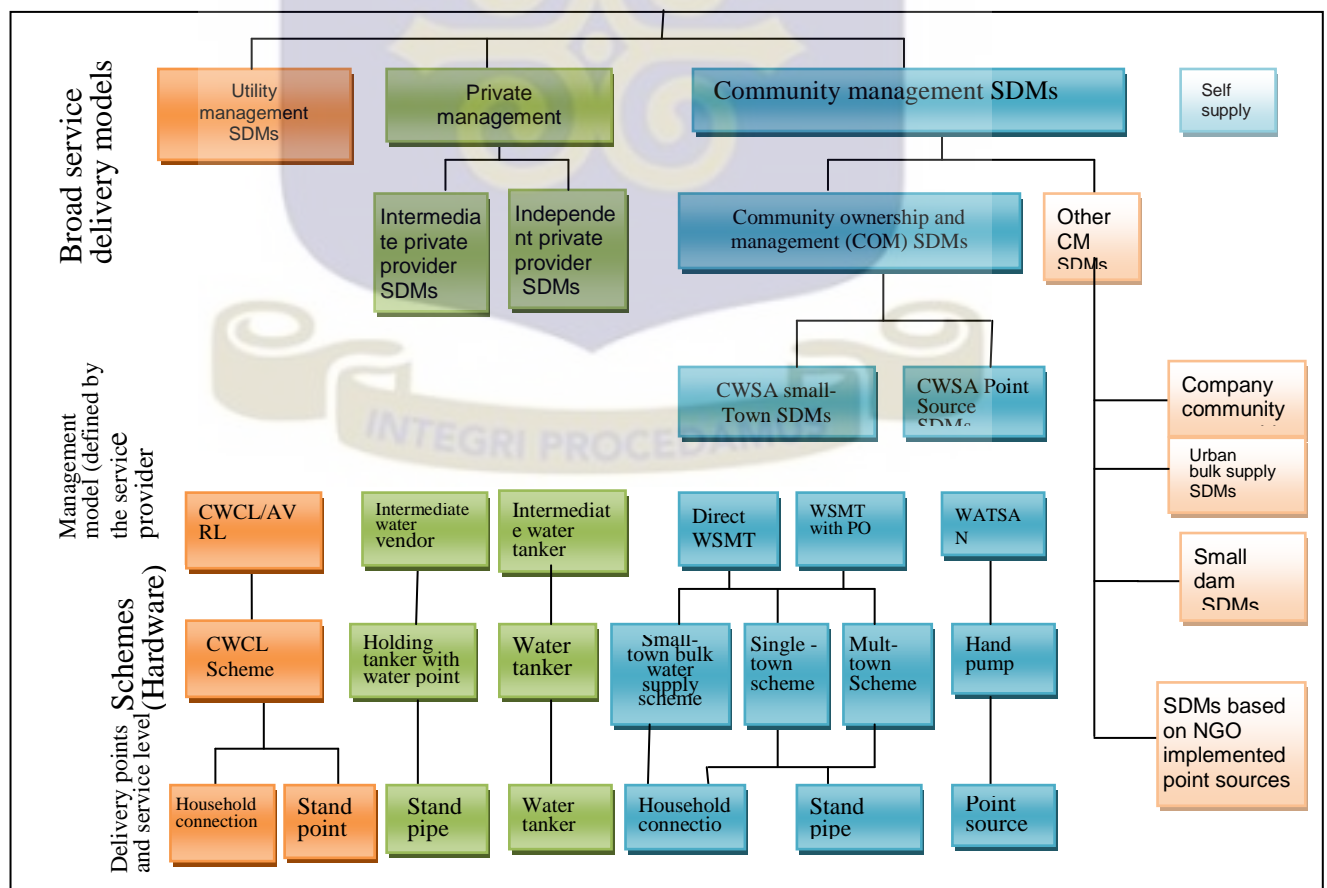 Broad service
delivery models
Utility
management
SDMs
Private
management
Community management SDMs
Self
supply
Intermedia
te private
provider
SDMs
Independe
nt private
provider
SDMs
Community ownership and
management (COM) SDMs
Other
CM
SDMs
Management
model (defined by
the service
provider
CWSA small-
Town SDMs
CWSA Point
Source
SDMs
Company
community
INTEGRI PROCEDAMUS
Urban
bulk supply
SDMs
CWCL/AV
RL
Intermediate
water
vendor
Intermediat
e water
tanker
Direct
WSMT
WSMT
with PO
WATSA
N
Small
dam
SDMs
Schemes
(Hardware)
CWCL
Scheme
Holding
tanker with
water point
Water
tanker
Small-
town bulk
water
supply
scheme
Single -
town
scheme
Mult-
town
Scheme
Hand
pump
SDMs based
on NGO
implemented
point sources
Delivery points
and service level
Household
connection
Stand
point
Stand
pipe
Water
tanker
Household
connectio
Stand
pipe
Point
source